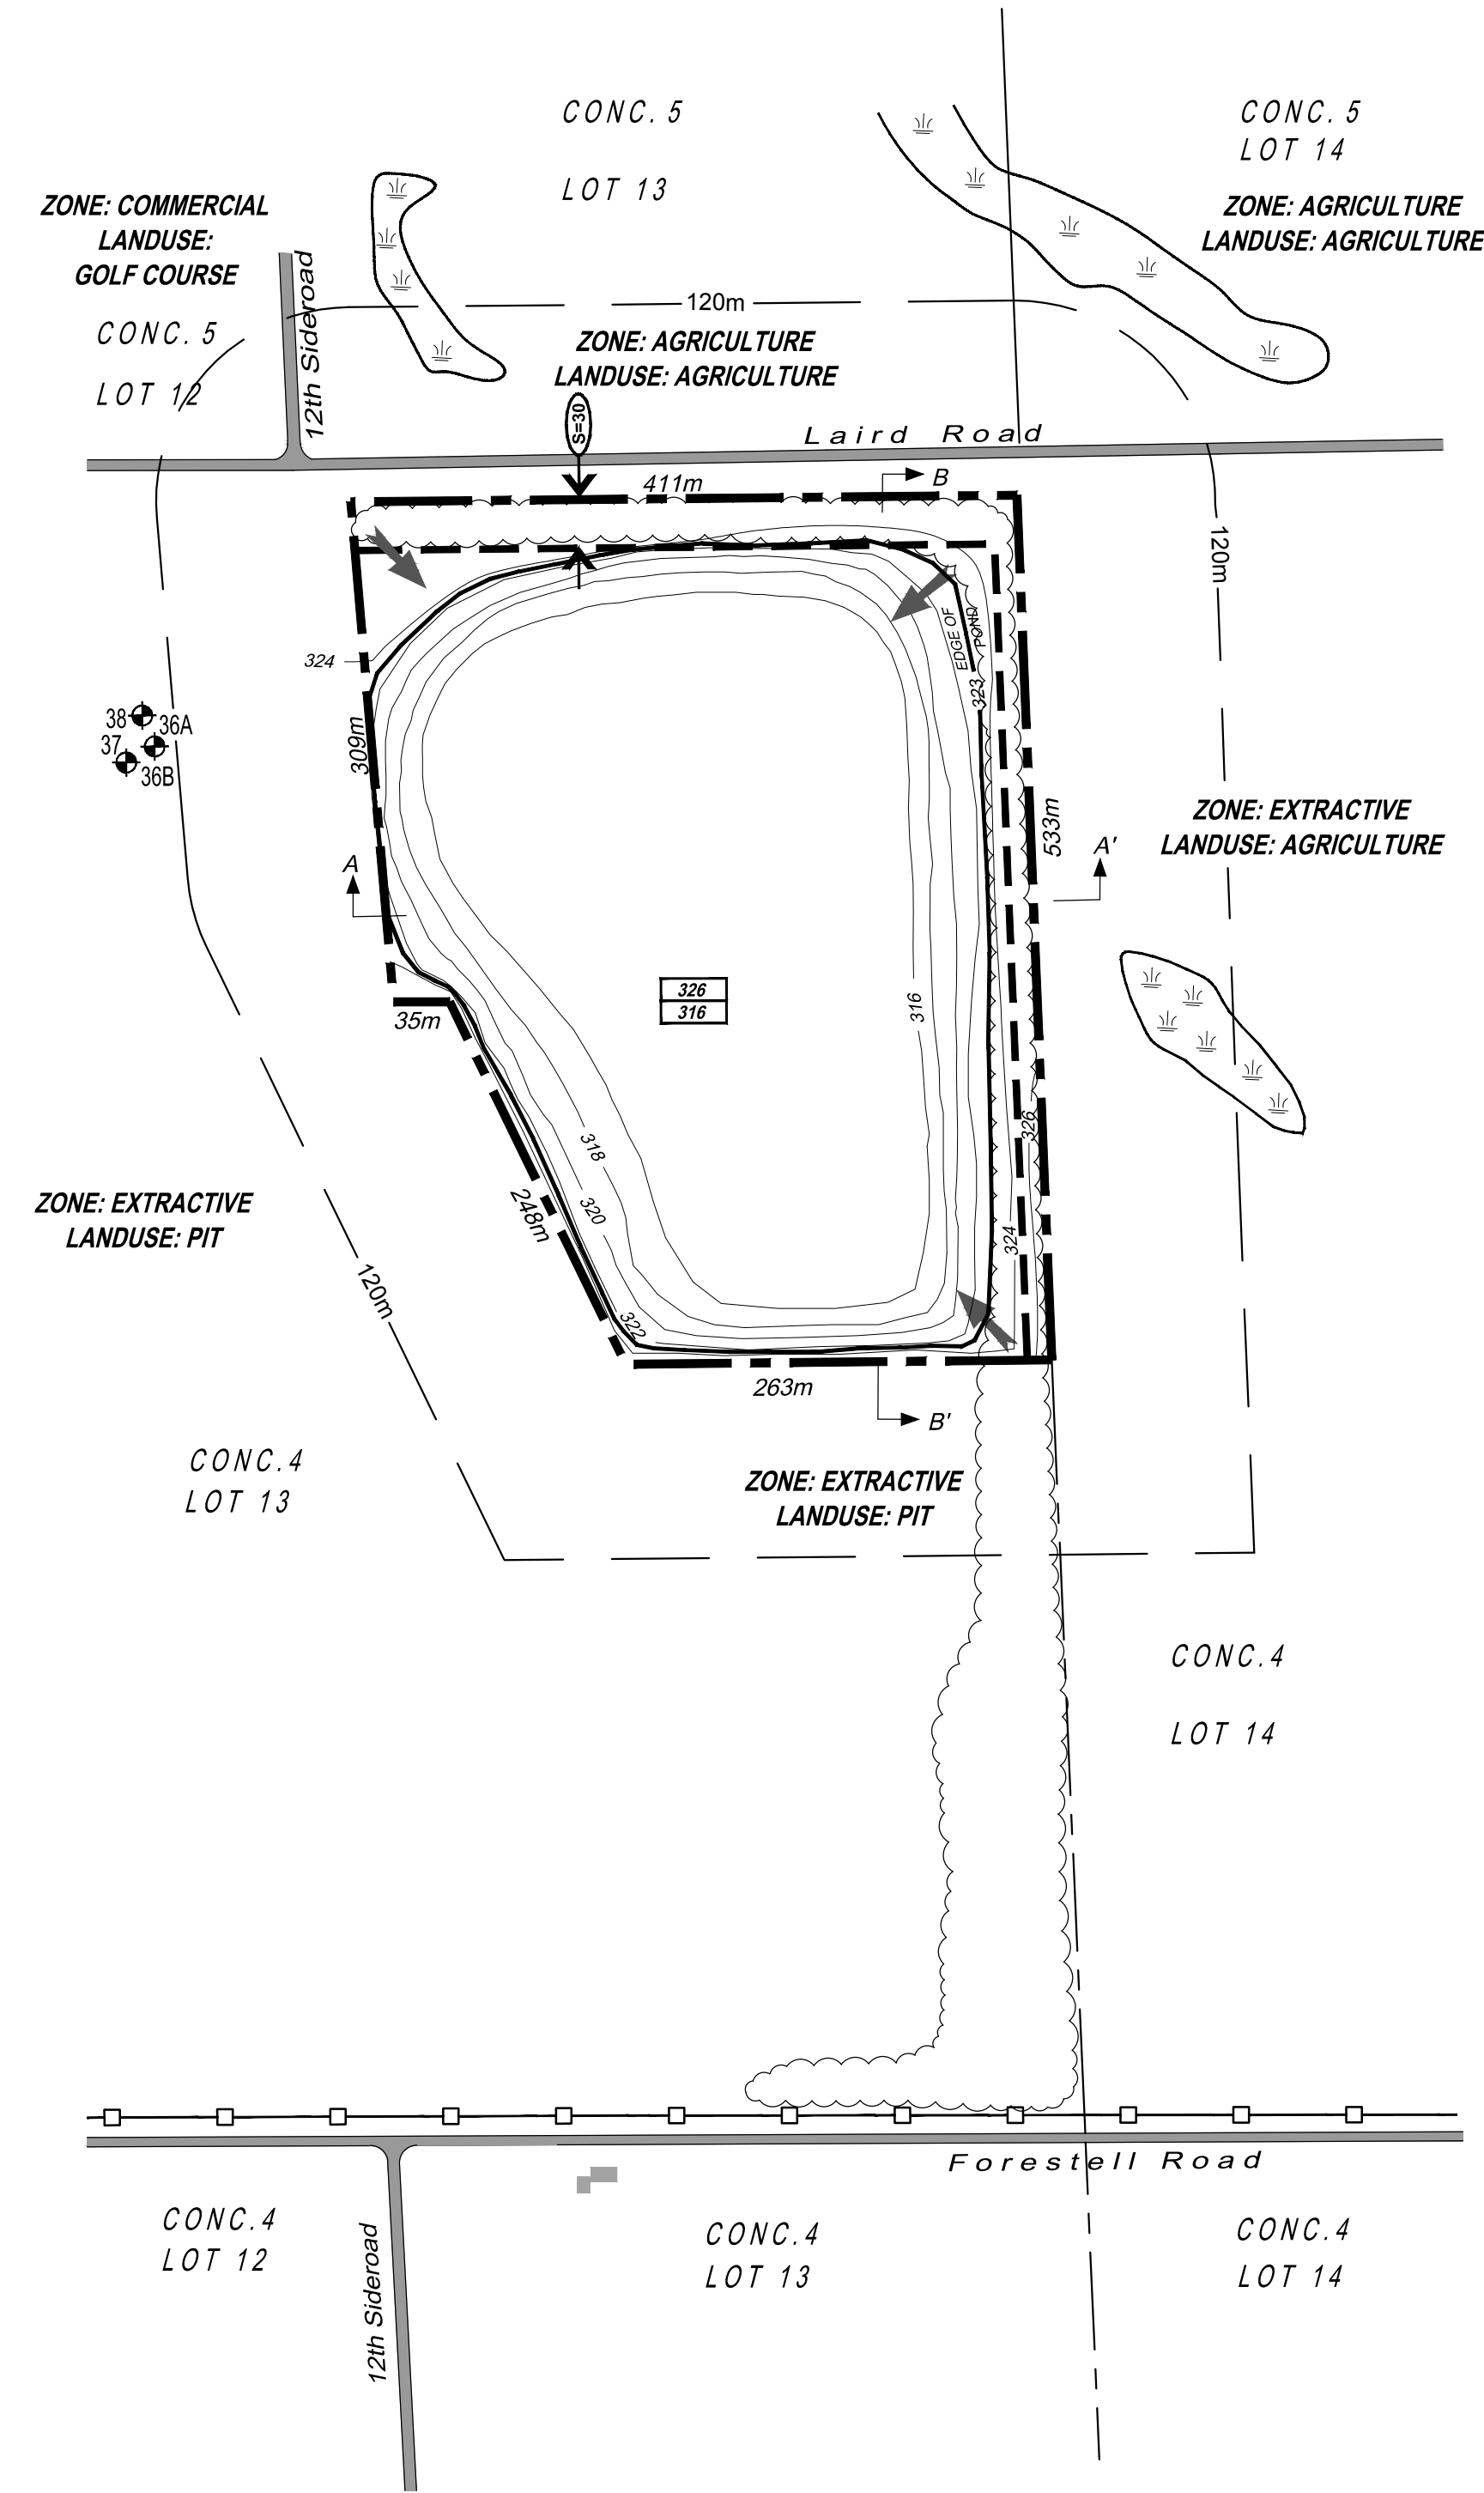 CONC. 5
LOT 13
CONC. 5
LOT 14
ZONE: COMMERCIAL
LANDUSE:
GOLF COURSE
ZONE: AGRICULTURE
LANDUSE: AGRICULTURE
CONC. 5
LOT 12
12th Sideroad
120m
ZONE: AGRICULTURE
LANDUSE: AGRICULTURE
S=30
Laird Road
411m
B
120m
EDGE OF
POND
323
324
309m
38
36A
37
36B
533m
ZONE: EXTRACTIVE
LANDUSE: AGRICULTURE
A
A'
326
316
316
35m
326
318
320
324
248m
322
ZONE: EXTRACTIVE
LANDUSE: PIT
120m
263m
B'
CONC.4
LOT 13
ZONE: EXTRACTIVE
LANDUSE: PIT
CONC.4
LOT 14
Forestell Road
CONC.4
LOT 12
12th Sideroad
CONC.4
LOT 13
CONC.4
LOT 14